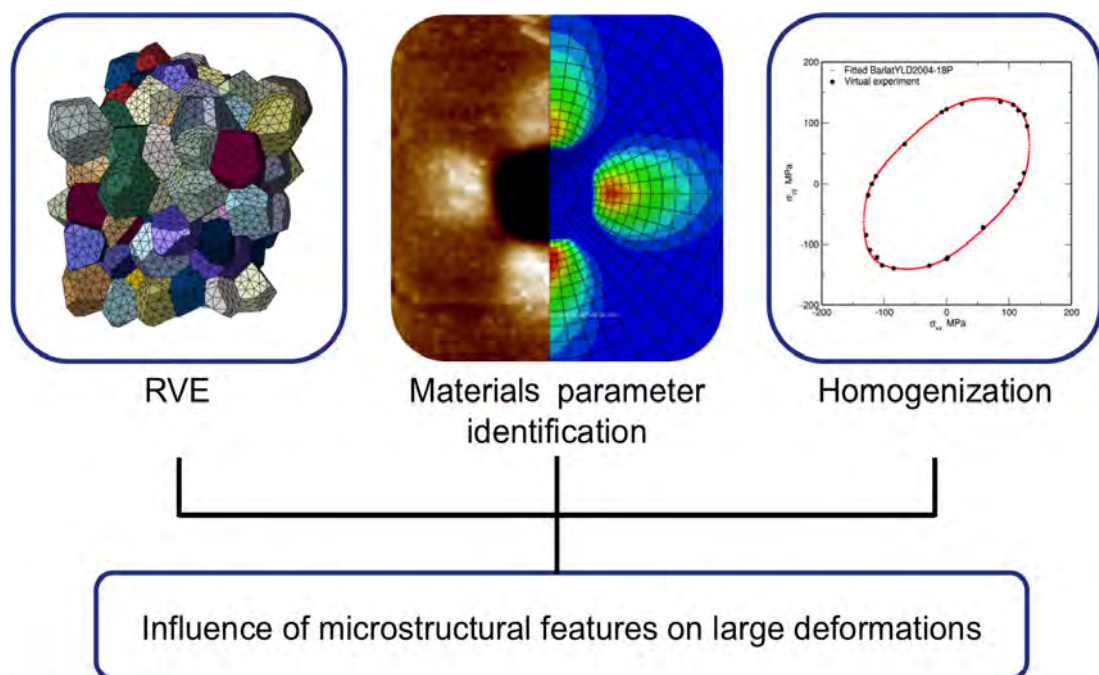 200
Fitted BarlatYLD2004-18P
Virtual experiment
100
0
-100
-200
-200 -100 0 100 200
MPa
MPa
RVE
Materials parameter
identification
Homogenization
Influence of microstructural features on large deformations